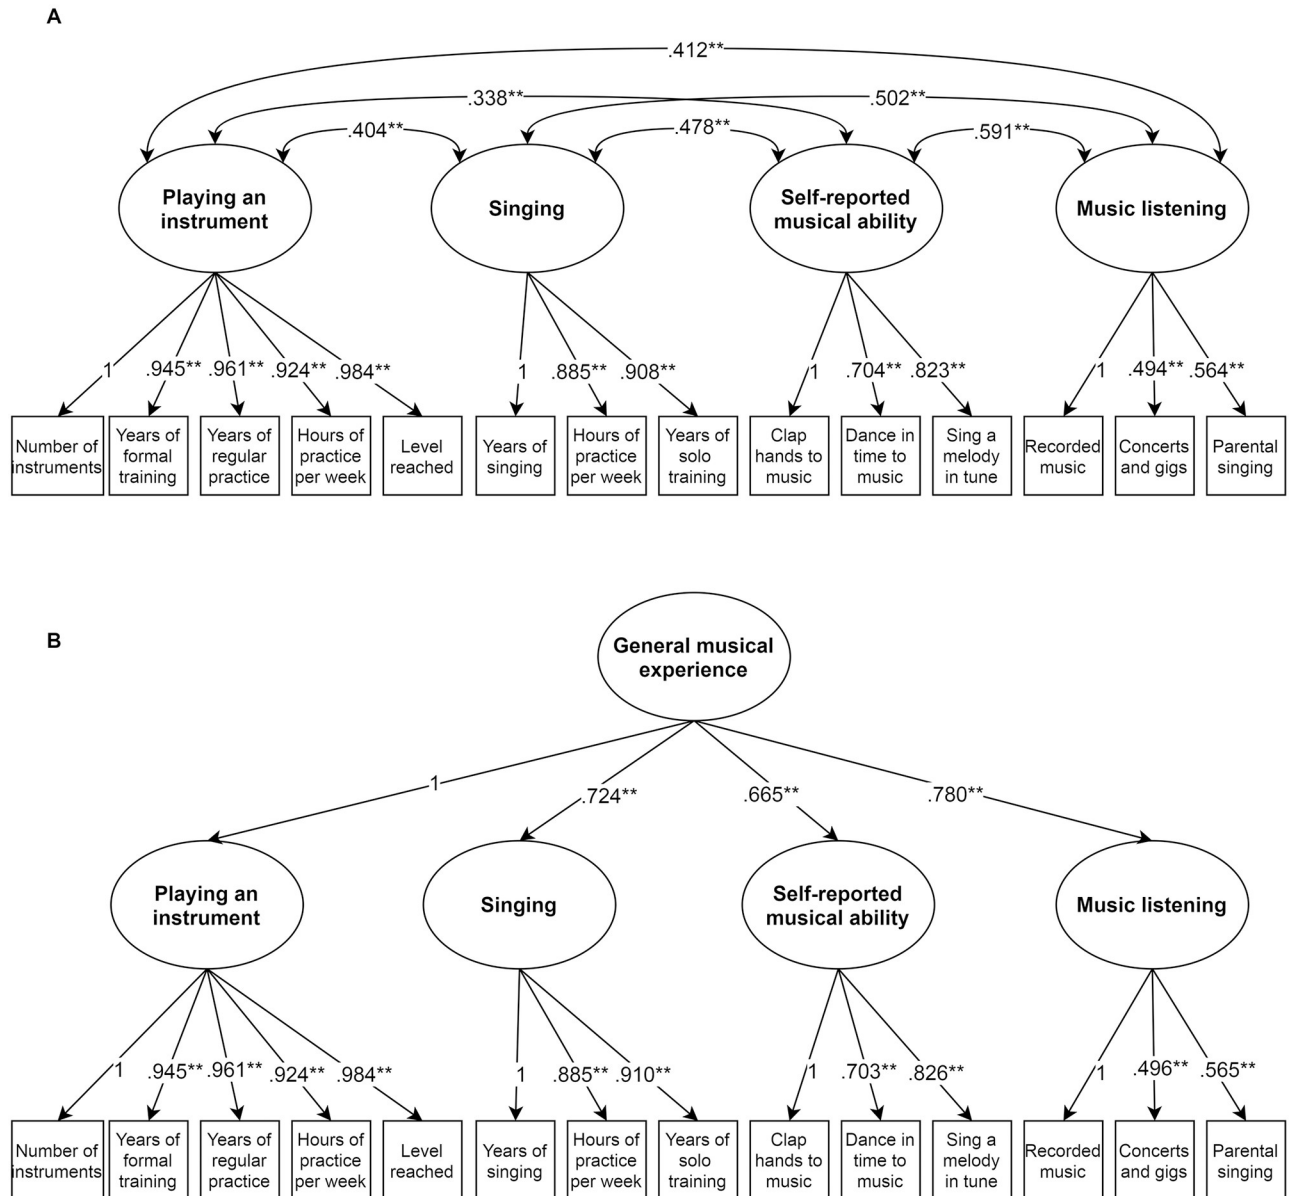 A
.412**
.338**
.502**
.404**
.478**
.591**
Playing an
instrument
Singing
Self-reported
musical ability
Music listening
1
.945**
.961**
.924**
.984**
1
.885**
.908**
1
.704**
.823**
1
.494**
.564**
Number of
instruments
Years of
formal
training
Years of
regular
practice
Hours of
practice
per week
Level
reached
Years of
singing
Hours of
practice
per week
Years of
solo
training
Clap
hands to
music
Dance in
time to
music
Sing a
melody
in tune
Recorded
music
Concerts
and gigs
Parental
singing
B
General musical
experience
1
.724**
.665**
.780**
Playing an
instrument
Singing
Self-reported
musical ability
Music listening
1
.945**
.961**
.924**
.984**
1
.885**
.910**
1
.703**
.826**
1
.496**
.565**
Number of
instruments
Years of
formal
training
Years of
regular
practice
Hours of
practice
per week
Level
reached
Years of
singing
Hours of
practice
per week
Years of
solo
training
Clap
hands to
music
Dance in
time to
music
Sing a
melody
in tune
Recorded
music
Concerts
and gigs
Parental
singing